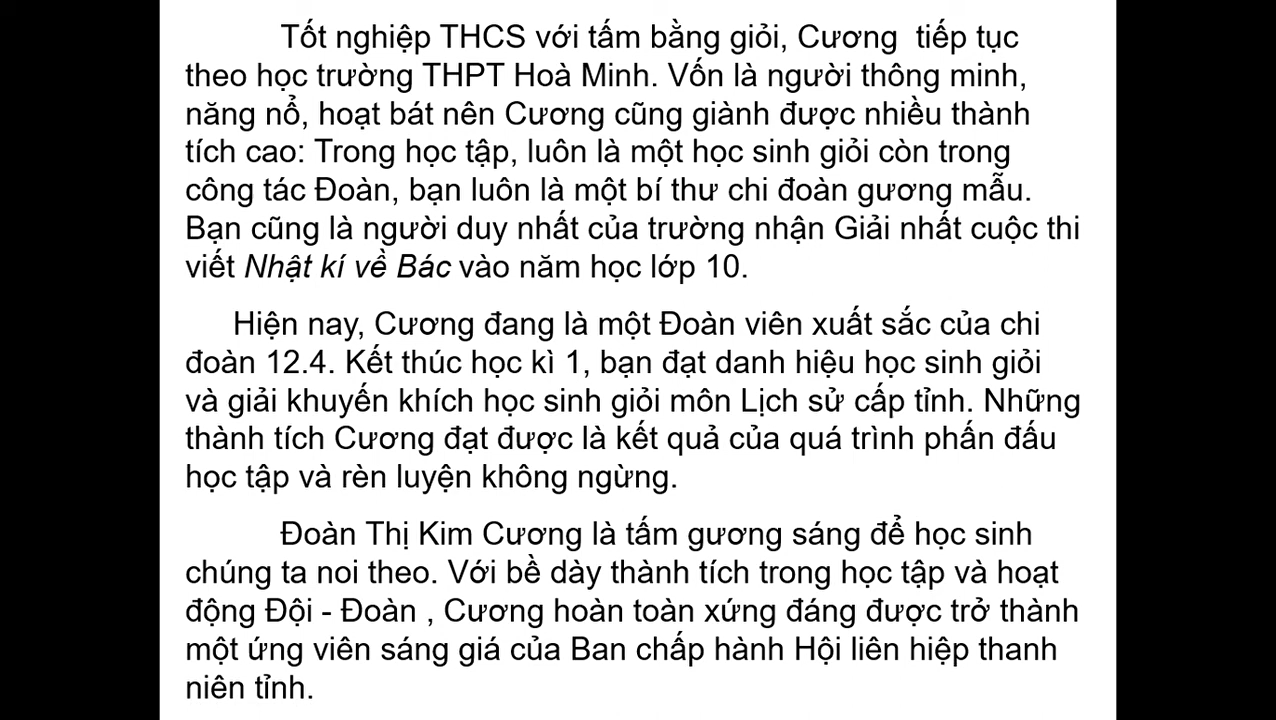 Tốt nghiệp THCS với tấm bằng giỏi, Cương  tiếp tục
theo học trường THPT Hoà Minh. Vốn là người thông minh,
năng nổ, hoạt bát nên Cương cũng giành được nhiều thành
tích cao: Trong học tập, luôn là một học sinh giỏi còn trong
công tác Đoàn, bạn luôn là một bí thư chi đoàn gương mẫu.
Bạn cũng là người duy nhất của trường nhận Giải nhất cuộc thi
viết Nhật kí về Bác vào năm học lớp 10.
Hiện nay, Cương đang là một Đoàn viên xuất sắc của chi
đoàn 12.4. Kết thúc học kì 1, bạn đạt danh hiệu học sinh giỏi
và giải khuyến khích học sinh giỏi môn Lịch sử cấp tỉnh. Những
thành tích Cương đạt được là kết quả của quá trình phấn đấu
học tập và rèn luyện không ngừng.
Đoàn Thị Kim Cương là tấm gương sáng để học sinh
chúng ta noi theo. Với bề dày thành tích trong học tập và hoạt
động Đội - Đoàn , Cương hoàn toàn xứng đáng được trở thành
một ứng viên sáng giá của Ban chấp hành Hội liên hiệp thanh
niên tỉnh.